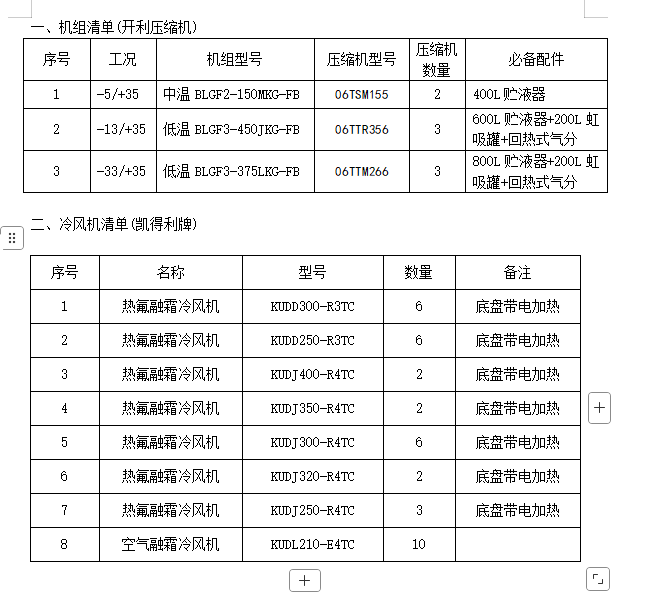 一、机组清单(开利压缩机)
序号 工况 机组型号 压缩机型号 压缩机数量 必备配件
1 -5/+35 中温 BLGF2-150MKG-FB 06TSM155 2 400L 贮液器
2 -13/+35 低温 BLGF3-450JKG-FB 06TTR356 3 600L 贮液器+200L 虹吸罐+回热式气分
3 -33/+35 低温 BLGF3-375LKG-FB 06TTM266 3 800L 贮液器+200L 虹吸罐+回热式气分
二、冷风机清单(凯得利牌)
序号 名称 型号 数量 备注
1 热氟融霜冷风机 KUDD300-R3TC 6 底盘带电加热
2 热氟融霜冷风机 KUDD250-R3TC 6 底盘带电加热
3 热氟融霜冷风机 KUDJ400-R4TC 2 底盘带电加热
4 热氟融霜冷风机 KUDJ350-R4TC 2 底盘带电加热
5 热氟融霜冷风机 KUDJ300-R4TC 6 底盘带电加热
6 热氟融霜冷风机 KUDJ320-R4TC 2 底盘带电加热
7 热氟融霜冷风机 KUDJ250-R4TC 3 底盘带电加热
8 空气融霜冷风机 KUDL210-E4TC 10